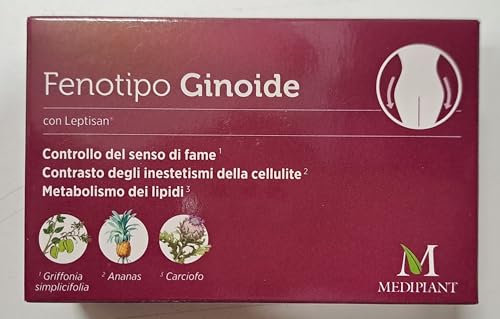 Fenotipo Ginoide
con Leptisan®
Controllo del senso di fame¹
Contrasto degli inestetismi della cellulite²
Metabolismo dei lipidi³
¹ Griffonia
simplicifolia
² Ananas
³ Carciofo
M
MEDIPLANT